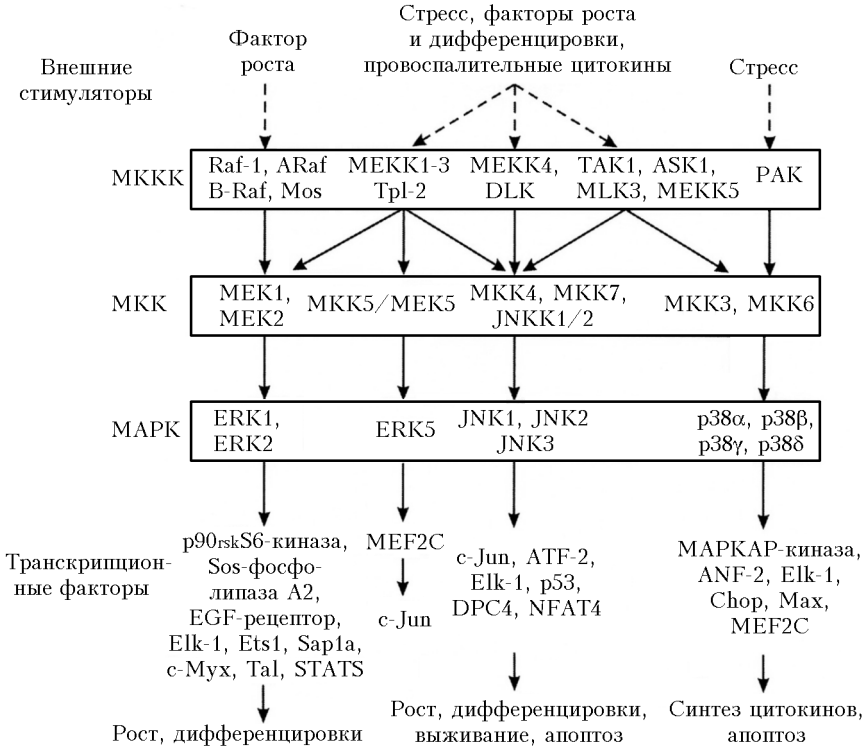 Внешние
стимуляторы
Фактор
роста
Стресс, факторы роста
и дифференцировки,
провоспалительные цитокины
Стресс
МККК
Raf-1, ARaf
B-Raf, Mos
MEKK1-3
Tpl-2
MEKK4,
DLK
TAK1, ASK1,
MLK3, MEKK5
PAK
МКК
MEK1,
MEK2
MKK5/MEK5
MKK4, MKK7,
JNKK1/2
MKK3, MKK6
МАРК
ERK1,
ERK2
ERK5
JNK1, JNK2
JNK3
p38α, p38β,
p38γ, p38δ
Транскрипцион-
ные факторы
p90rskS6-киназа,
Sos-фосфо-
липаза А2,
EGF-рецептор,
Elk-1, Ets1, Sap1a,
c-Myx, Tal, STATS
MEF2C
c-Jun
c-Jun, ATF-2,
Elk-1, p53,
DPC4, NFAT4
MAPKAP-киназа,
ANF-2, Elk-1,
Chop, Max,
MEF2C
Рост, дифференцировки
Рост, дифференцировки,
выживание, апоптоз
Синтез цитокинов,
апоптоз